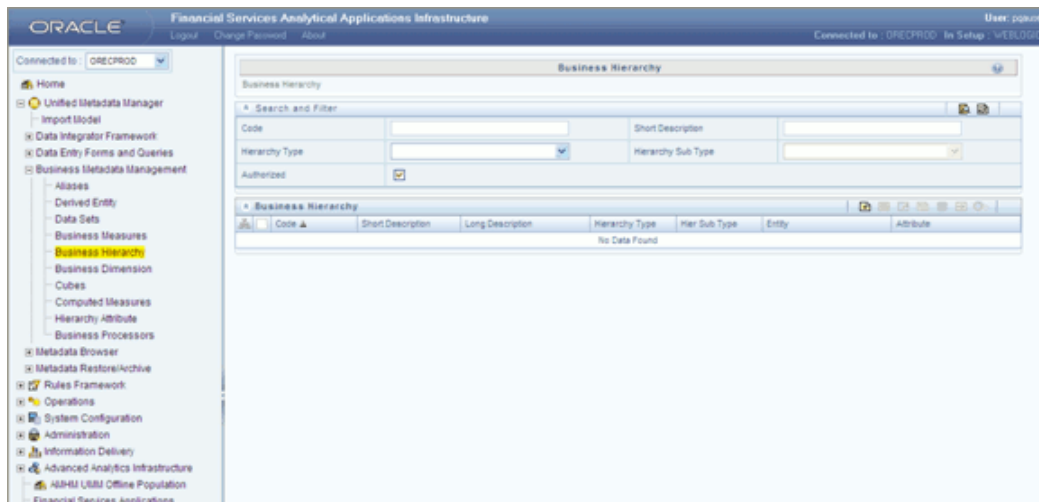 ORACLE
Financial Services Analytical Applications Infrastructure
User:
Logout Change Password About
Connected to : ORECPROD In Setup : WEBLOGIC
Connected to : ORECPROD
Home
Unified Metadata Manager
Import Model
Data Integrator Framework
Data Entry Forms and Queries
Business Metadata Management
Aliases
Derived Entity
Data Sets
Business Measures
Business Hierarchy
Business Dimension
Cubes
Computed Measures
Hierarchy Attribute
Business Processors
Metadata Browser
Metadata Restore/Archive
Rules Framework
Operations
System Configuration
Administration
Information Delivery
Advanced Analytics Infrastructure
AMHM UMM Offline Population
Financial Services Applications
Business Hierarchy
Business Hierarchy
Search and Filter
Code Short Description
Hierarchy Type Hierarchy Sub Type
Authorized
Business Hierarchy
Code Short Description Long Description Hierarchy Type Hier Sub Type Entity Attribute
No Data Found